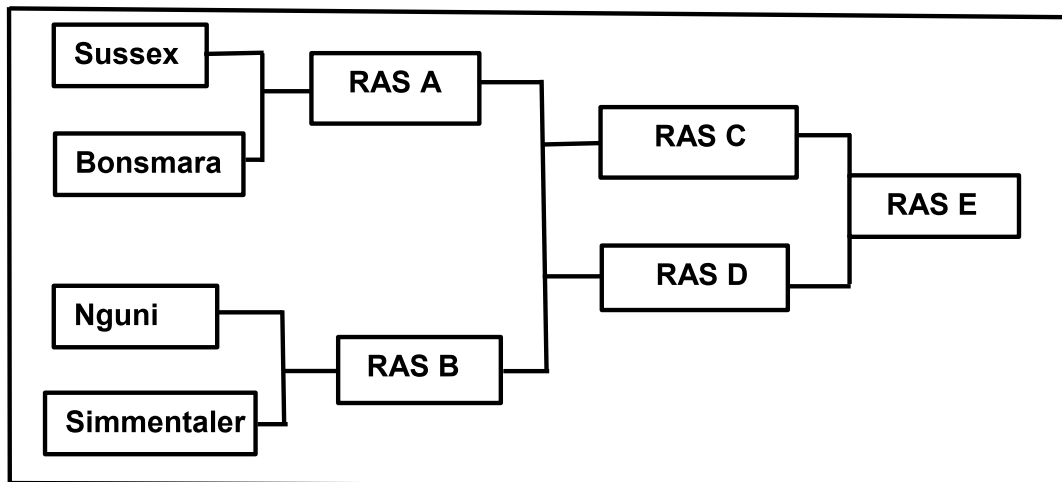 Sussex
RAS A
Bonsmara
RAS C
RAS E
RAS D
Nguni
RAS B
Simmentaler